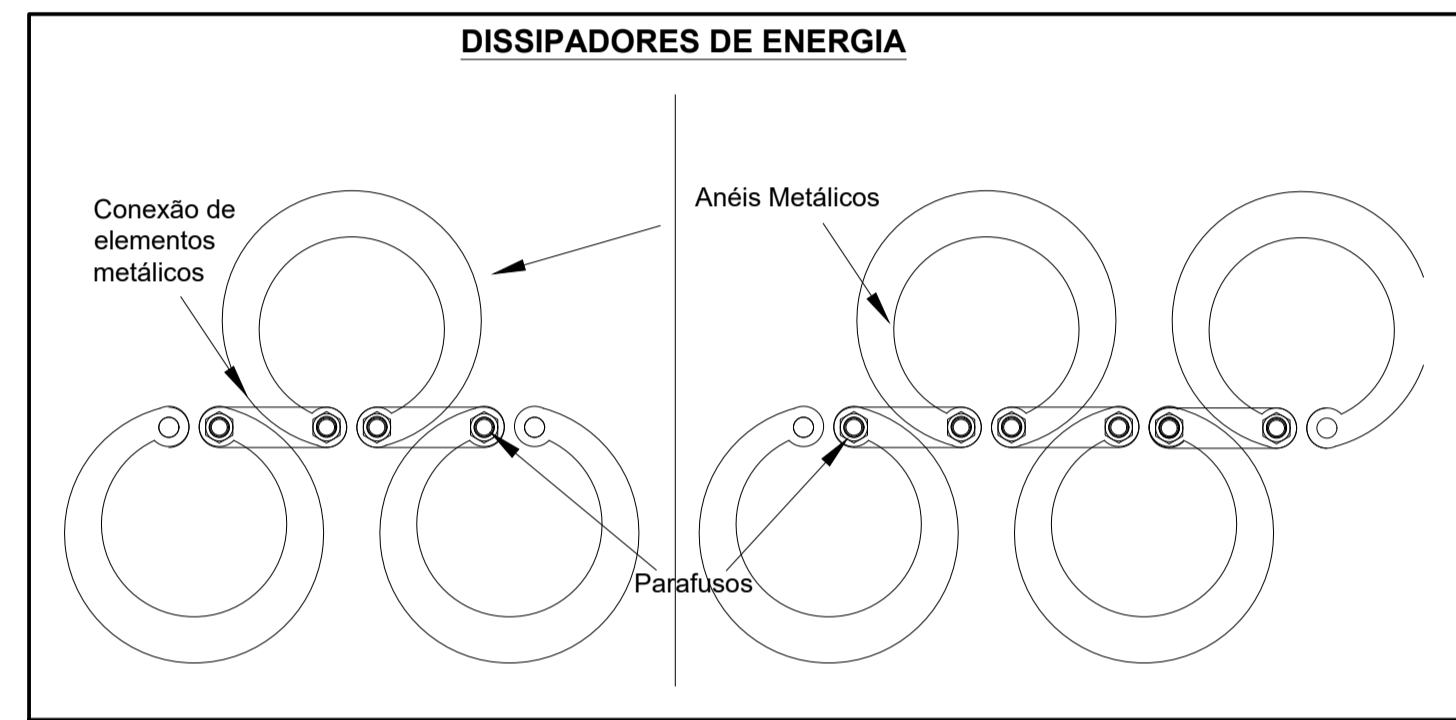 DISSIPADORES DE ENERGIA
Conexão de
elementos
metálicos
Anéis Metálicos
Parafusos